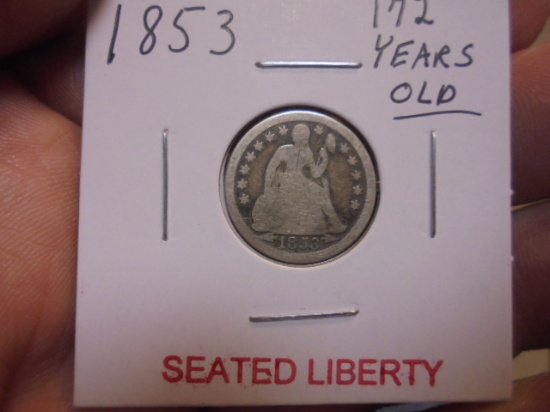 1853
172
YEARS
OLD
1853
SEATED LIBERTY